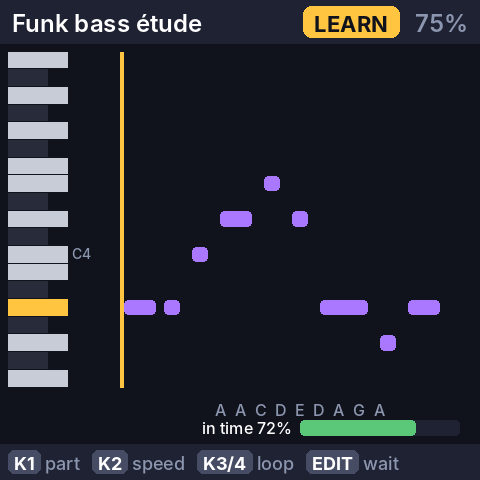 Funk bass étude LEARN 75%
C4
A A C D E D A G A
in time 72%
K1 part K2 speed K3/4 loop EDIT wait